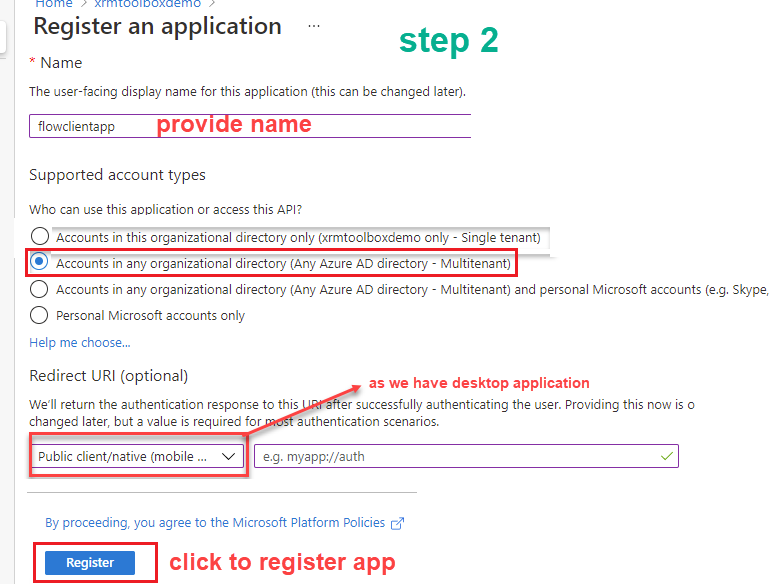 Home > xrmtoolboxdemo >
Register an application ...
step 2
* Name
The user-facing display name for this application (this can be changed later).
flowclientapp
provide name
Supported account types
Who can use this application or access this API?
Accounts in this organizational directory only (xrmtoolboxdemo only - Single tenant)
Accounts in any organizational directory (Any Azure AD directory - Multitenant)
Accounts in any organizational directory (Any Azure AD directory - Multitenant) and personal Microsoft accounts (e.g. Skype,
Personal Microsoft accounts only
Help me choose...
Redirect URI (optional)
as we have desktop application
We'll return the authentication response to this URI after successfully authenticating the user. Providing this now is o
changed later, but a value is required for most authentication scenarios.
Public client/native (mobile ...
e.g. myapp://auth
By proceeding, you agree to the Microsoft Platform Policies
Register
click to register app